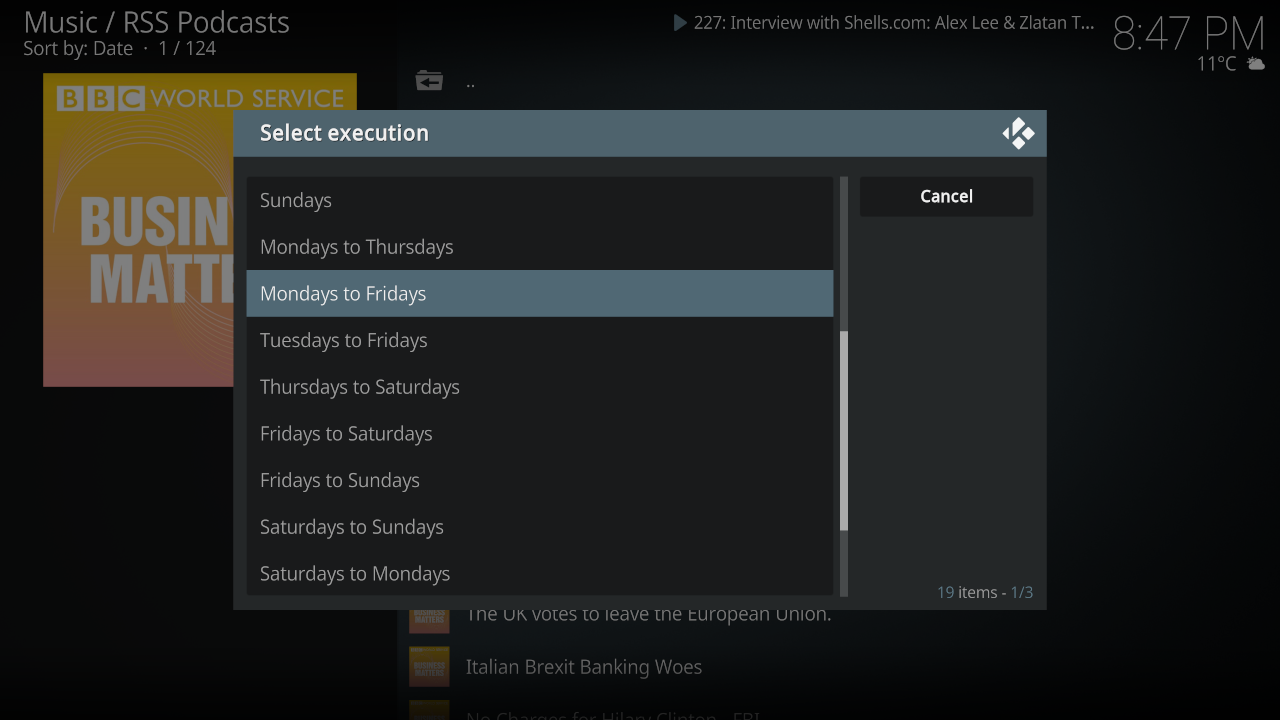 Music / RSS Podcasts
Sort by: Date · 1 / 124
227: Interview with Shells.com: Alex Lee & Zlatan T...
8:47 PM
11°C
..
BBC WORLD SERVICE
BUSIN
MATTE
Select execution
Sundays
Mondays to Thursdays
Mondays to Fridays
Tuesdays to Fridays
Thursdays to Saturdays
Fridays to Saturdays
Fridays to Sundays
Saturdays to Sundays
Saturdays to Mondays
Cancel
19 items - 1/3
The UK votes to leave the European Union.
Italian Brexit Banking Woes
No Charges for Hilary Clinton - FBI